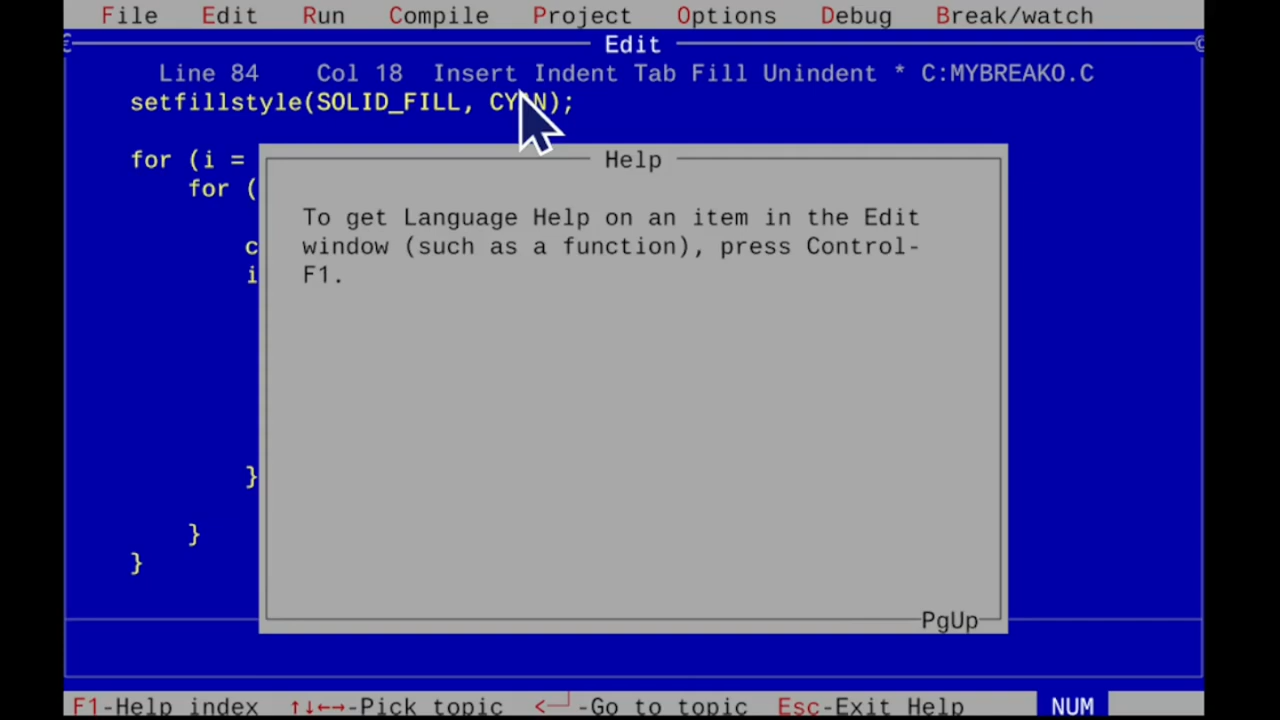 File Edit Run Compile Project Options Debug Break/watch
Edit
Line 84 Col 18 Insert Indent Tab Fill Unindent * C:MYBREAKO.C
setfillstyle(SOLID_FILL, CYAN);
for (i =
Help
for (
To get Language Help on an item in the Edit
c
window (such as a function), press Control-
i
F1.
}
}
}
PgUp
F1-Help index ↑↓←→-Pick topic <─┘-Go to topic Esc-Exit Help NUM